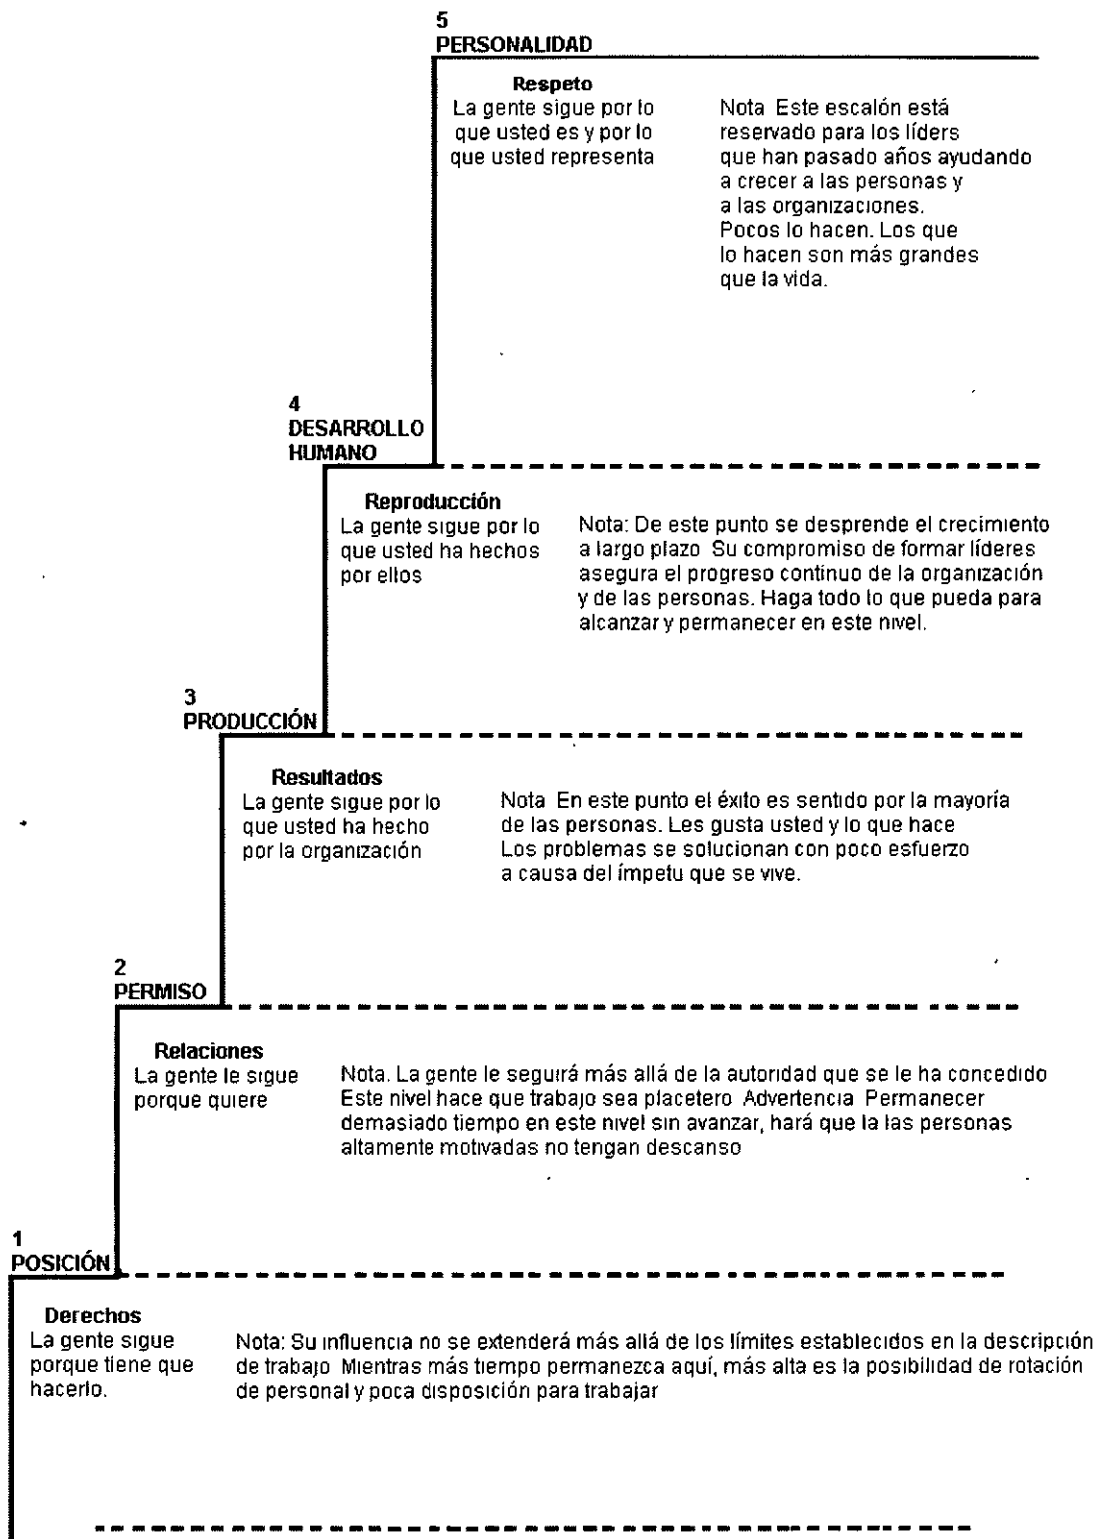 5
PERSONALIDAD
Respeto
La gente sigue por lo
que usted es y por lo
que usted representa
Nota Este escalón está
reservado para los líders
que han pasado años ayudando
a crecer a las personas y
a las organizaciones.
Pocos lo hacen. Los que
lo hacen son más grandes
que la vida.
4
DESARROLLO
HUMANO
Reproducción
La gente sigue por lo
que usted ha hechos
por ellos
Nota: De este punto se desprende el crecimiento
a largo plazo Su compromiso de formar líderes
asegura el progreso continuo de la organización
y de las personas. Haga todo lo que pueda para
alcanzar y permanecer en este nivel.
3
PRODUCCIÓN
Resultados
La gente sigue por lo
que usted ha hecho
por la organización
Nota En este punto el éxito es sentido por la mayoría
de las personas. Les gusta usted y lo que hace
Los problemas se solucionan con poco esfuerzo
a causa del ímpetu que se vive.
2
PERMISO
Relaciones
La gente le sigue
porque quiere
Nota. La gente le seguirá más allá de la autoridad que se le ha concedido
Este nivel hace que trabajo sea placetero Advertencia Permanecer
demasiado tiempo en este nivel sin avanzar, hará que la las personas
altamente motivadas no tengan descanso
1
POSICIÓN
Derechos
La gente sigue
porque tiene que
hacerlo.
Nota: Su influencia no se extenderá más allá de los límites establecidos en la descripción
de trabajo Mientras más tiempo permanezca aquí, más alta es la posibilidad de rotación
de personal y poca disposición para trabajar